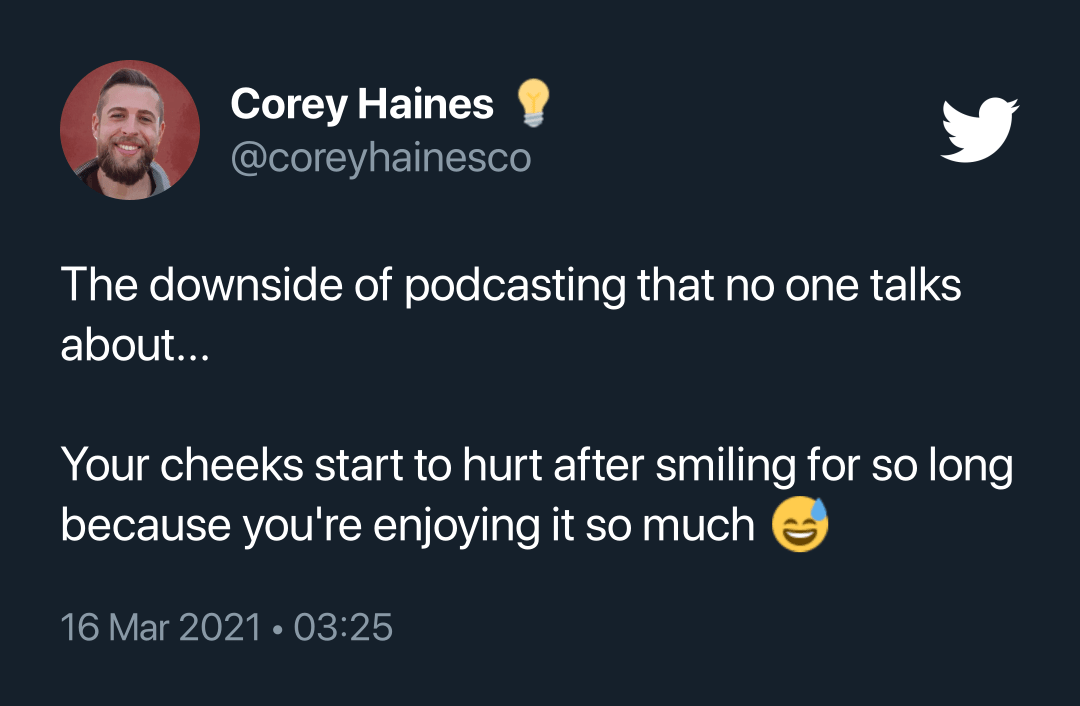 Corey Haines 💡
@coreyhainesco
The downside of podcasting that no one talks
about...
Your cheeks start to hurt after smiling for so long
because you're enjoying it so much 😅
16 Mar 2021 • 03:25